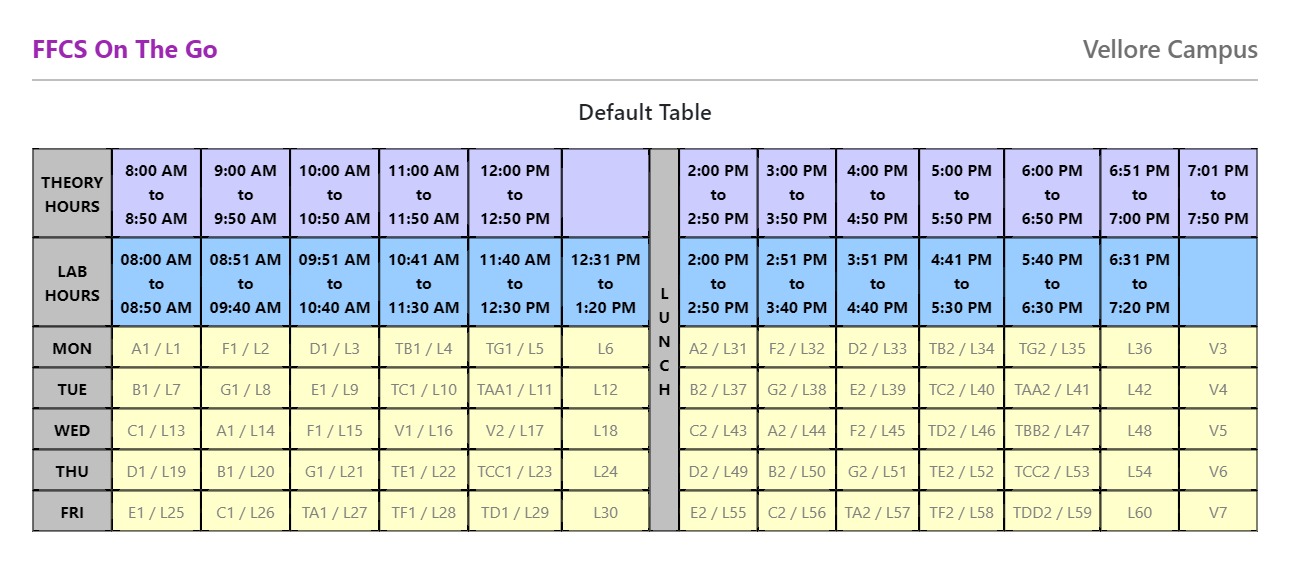 FFCS On The Go
Vellore Campus
Default Table
THEORY HOURS 8:00 AM to 8:50 AM 9:00 AM to 9:50 AM 10:00 AM to 10:50 AM 11:00 AM to 11:50 AM 12:00 PM to 12:50 PM LUNCH 2:00 PM to 2:50 PM 3:00 PM to 3:50 PM 4:00 PM to 4:50 PM 5:00 PM to 5:50 PM 6:00 PM to 6:50 PM 6:51 PM to 7:00 PM 7:01 PM to 7:50 PM
LAB HOURS 08:00 AM to 08:50 AM 08:51 AM to 09:40 AM 09:51 AM to 10:40 AM 10:41 AM to 11:30 AM 11:40 AM to 12:30 PM 12:31 PM to 1:20 PM 2:00 PM to 2:50 PM 2:51 PM to 3:40 PM 3:51 PM to 4:40 PM 4:41 PM to 5:30 PM 5:40 PM to 6:30 PM 6:31 PM to 7:20 PM
MON A1 / L1 F1 / L2 D1 / L3 TB1 / L4 TG1 / L5 L6 A2 / L31 F2 / L32 D2 / L33 TB2 / L34 TG2 / L35 L36 V3
TUE B1 / L7 G1 / L8 E1 / L9 TC1 / L10 TAA1 / L11 L12 B2 / L37 G2 / L38 E2 / L39 TC2 / L40 TAA2 / L41 L42 V4
WED C1 / L13 A1 / L14 F1 / L15 V1 / L16 V2 / L17 L18 C2 / L43 A2 / L44 F2 / L45 TD2 / L46 TBB2 / L47 L48 V5
THU D1 / L19 B1 / L20 G1 / L21 TE1 / L22 TCC1 / L23 L24 D2 / L49 B2 / L50 G2 / L51 TE2 / L52 TCC2 / L53 L54 V6
FRI E1 / L25 C1 / L26 TA1 / L27 TF1 / L28 TD1 / L29 L30 E2 / L55 C2 / L56 TA2 / L57 TF2 / L58 TDD2 / L59 L60 V7